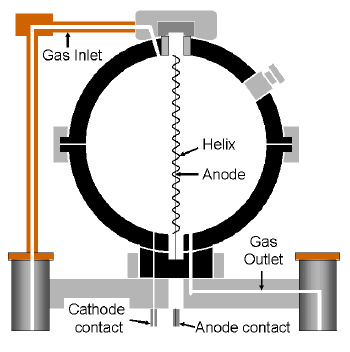 Gas Inlet
Helix
Anode
Gas
Outlet
Cathode
contact
Anode contact